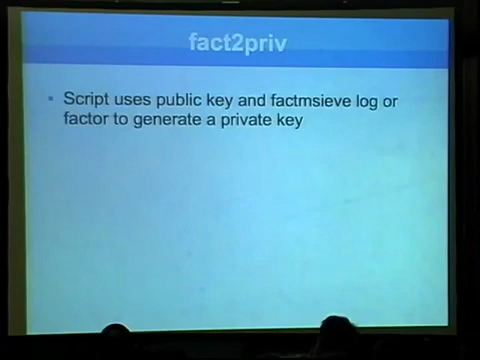 fact2priv
Script uses public key and factmsieve log or
factor to generate a private key